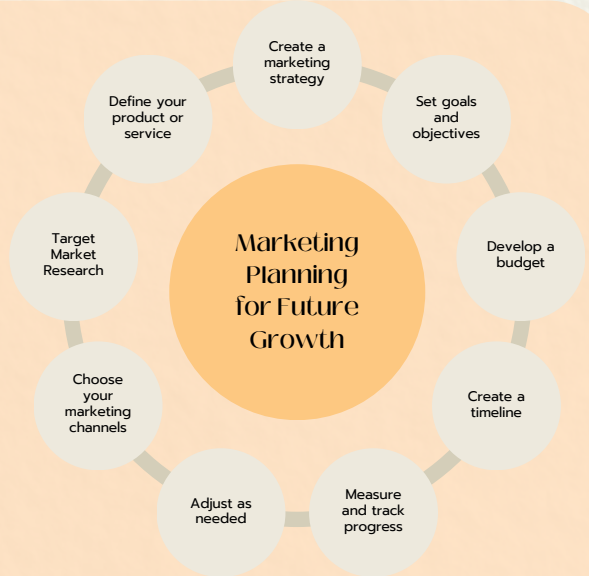 Create a
marketing
strategy
Set goals
and
objectives
Develop a
budget
Create a
timeline
Measure
and track
progress
Adjust as
needed
Choose
your
marketing
channels
Target
Market
Research
Define your
product or
service
Marketing
Planning
for Future
Growth